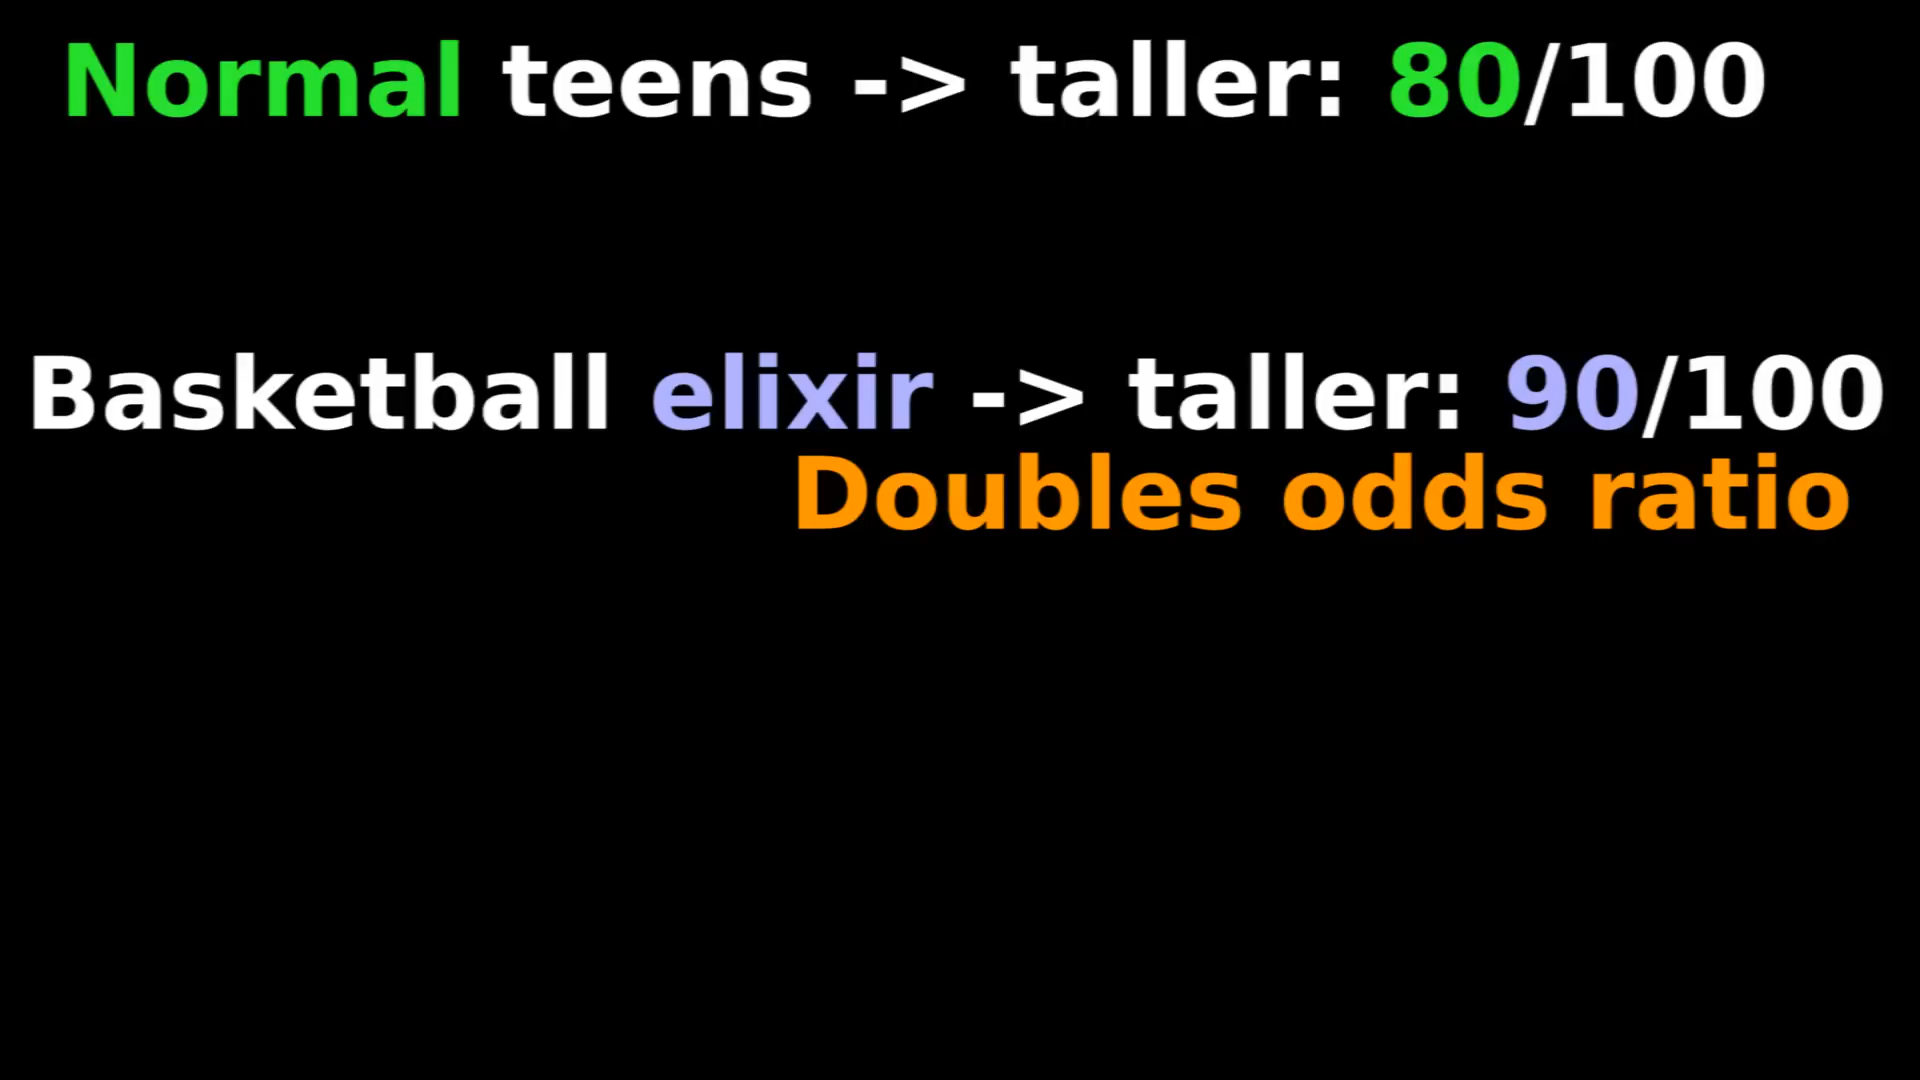 Normal teens -> taller: 80/100
Basketball elixir -> taller: 90/100
Doubles odds ratio